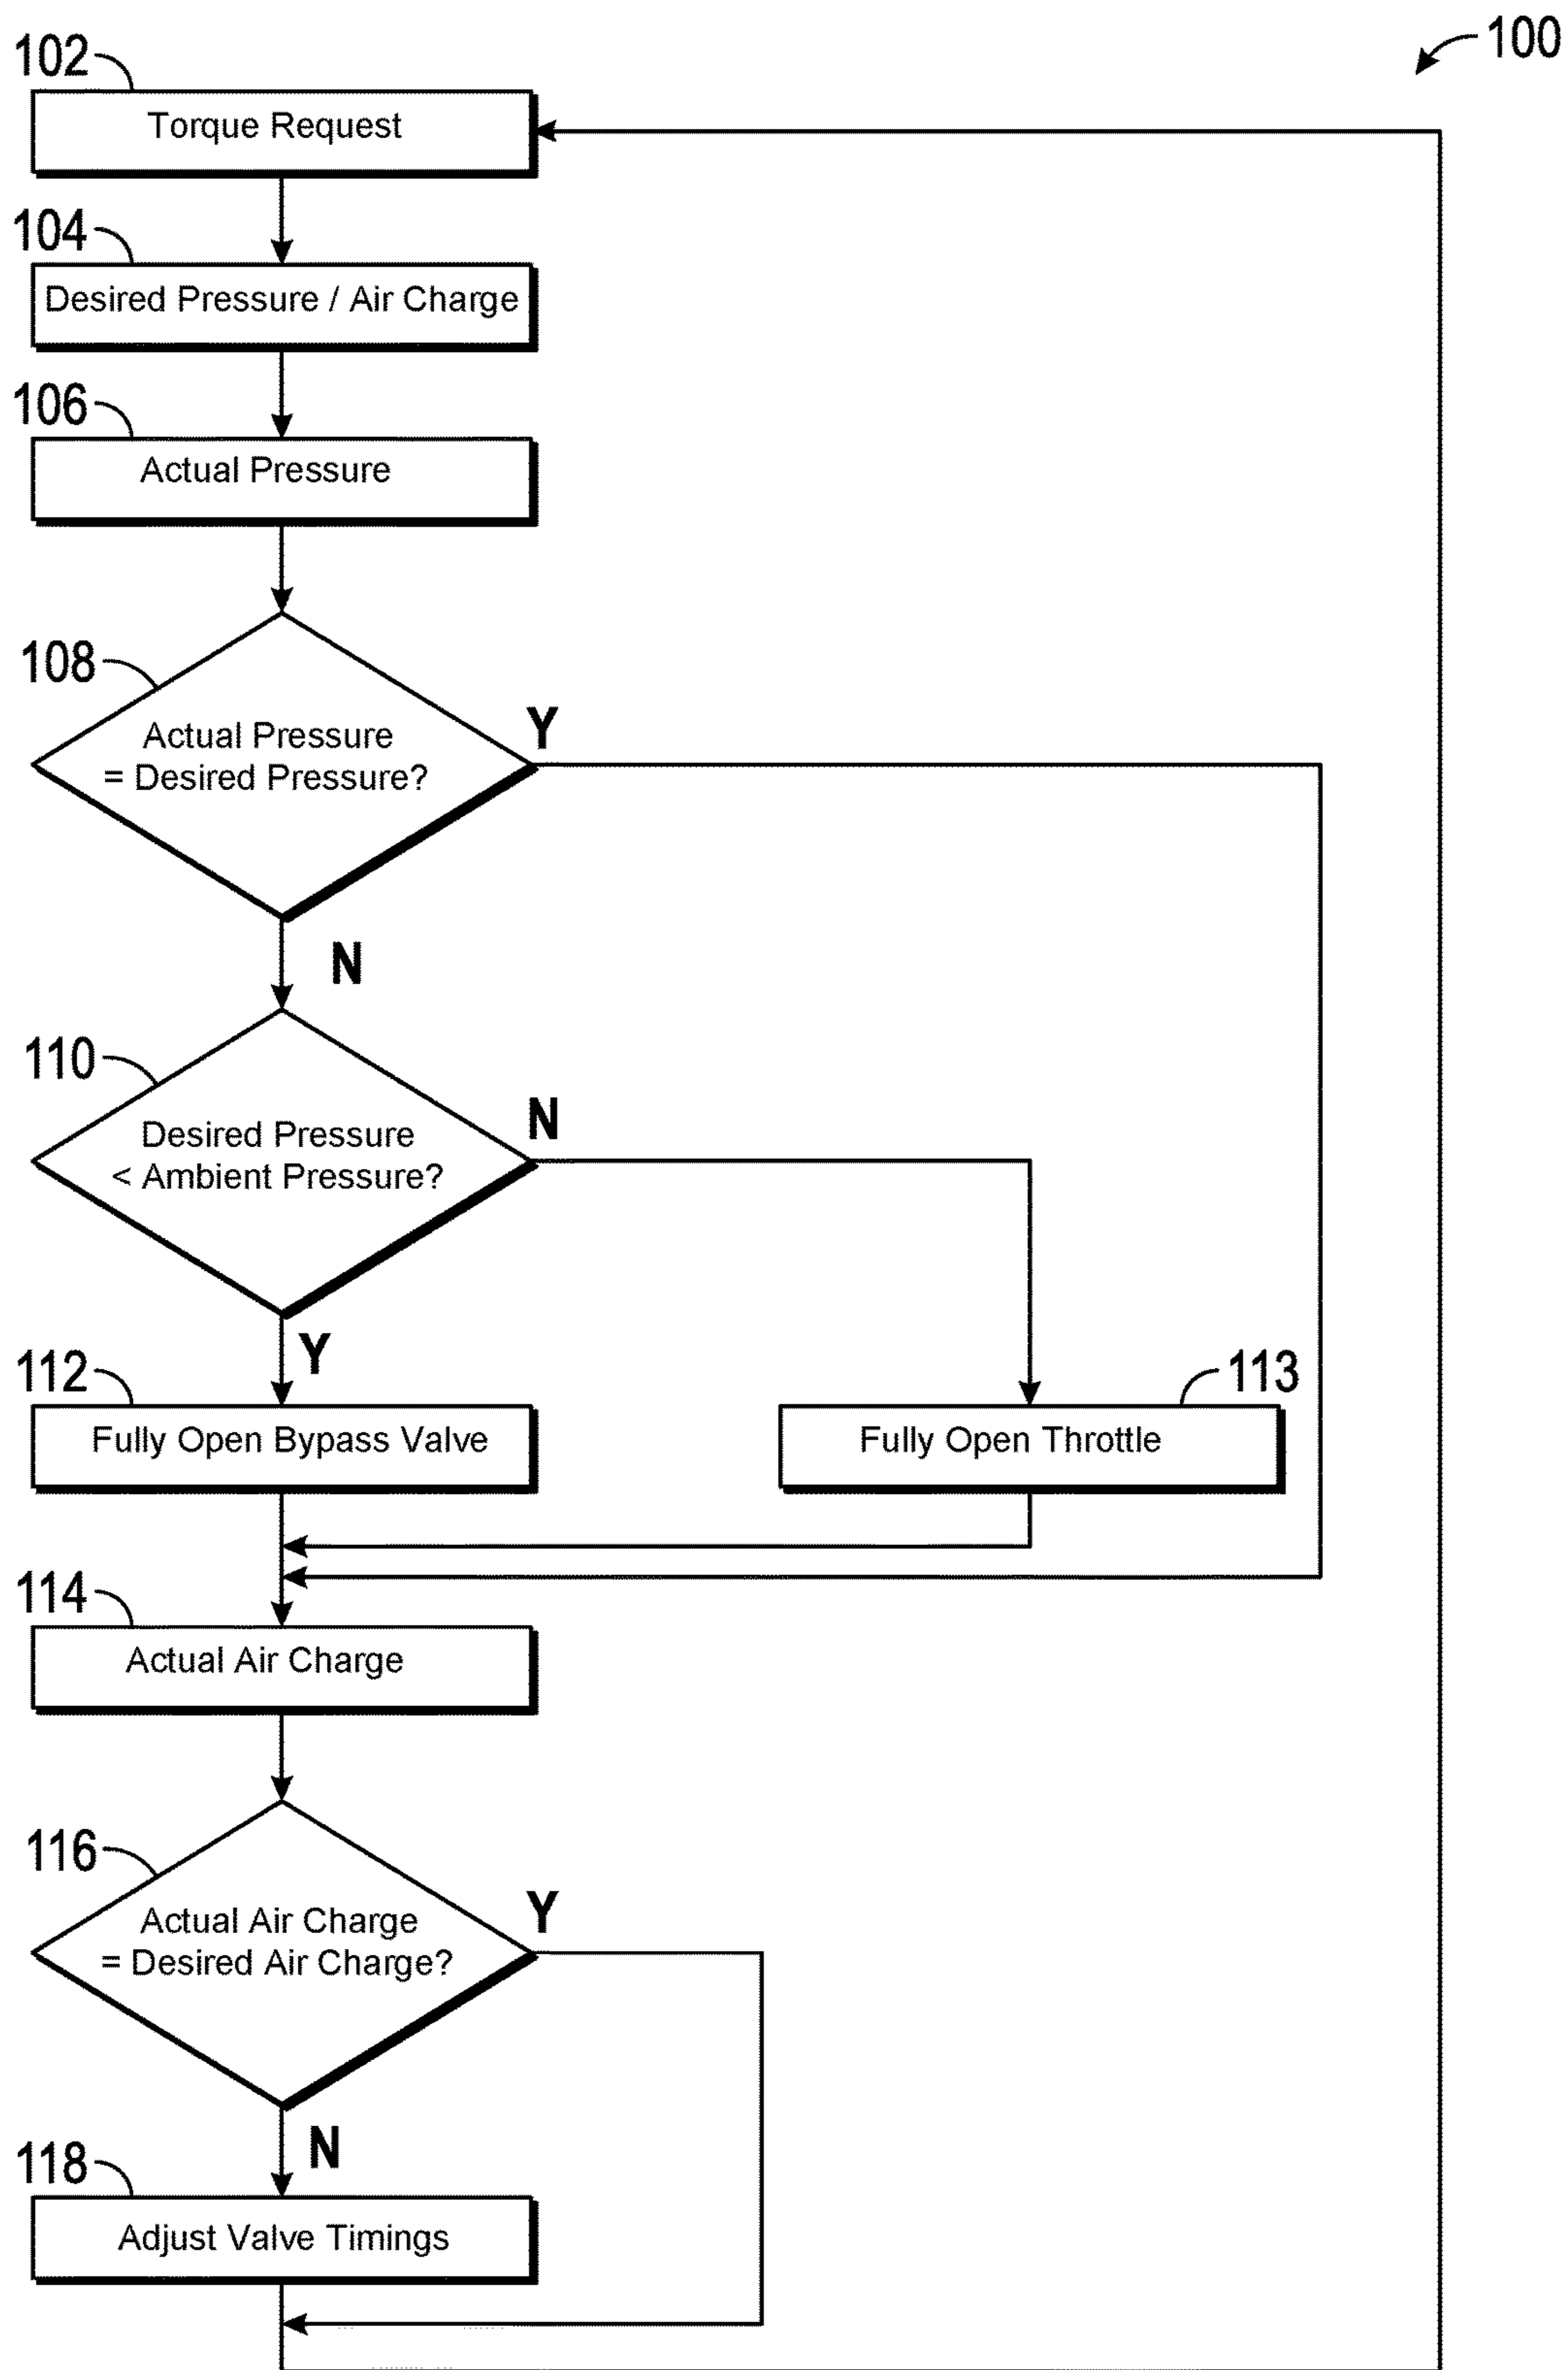 100
102
Torque Request
104
Desired Pressure / Air Charge
106
Actual Pressure
108
Actual Pressure
= Desired Pressure?
Y
N
110
Desired Pressure
< Ambient Pressure?
N
Y
112
Fully Open Bypass Valve
113
Fully Open Throttle
114
Actual Air Charge
116
Actual Air Charge
= Desired Air Charge?
Y
N
118
Adjust Valve Timings